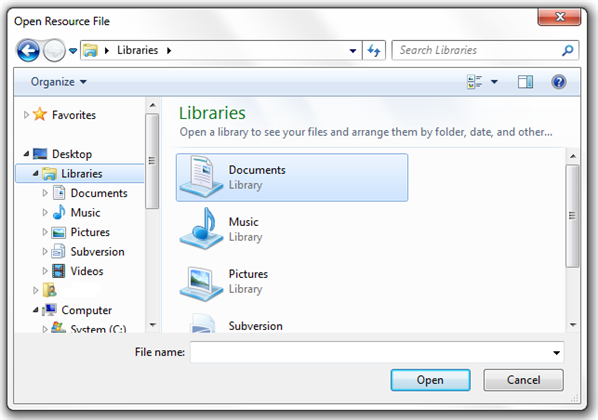 Open Resource File
Libraries
Search Libraries
Organize
Favorites
Desktop
Libraries
Documents
Music
Pictures
Subversion
Videos
Computer
System (C:)
Libraries
Open a library to see your files and arrange them by folder, date, and other...
Documents
Library
Music
Library
Pictures
Library
Subversion
File name:
Open
Cancel